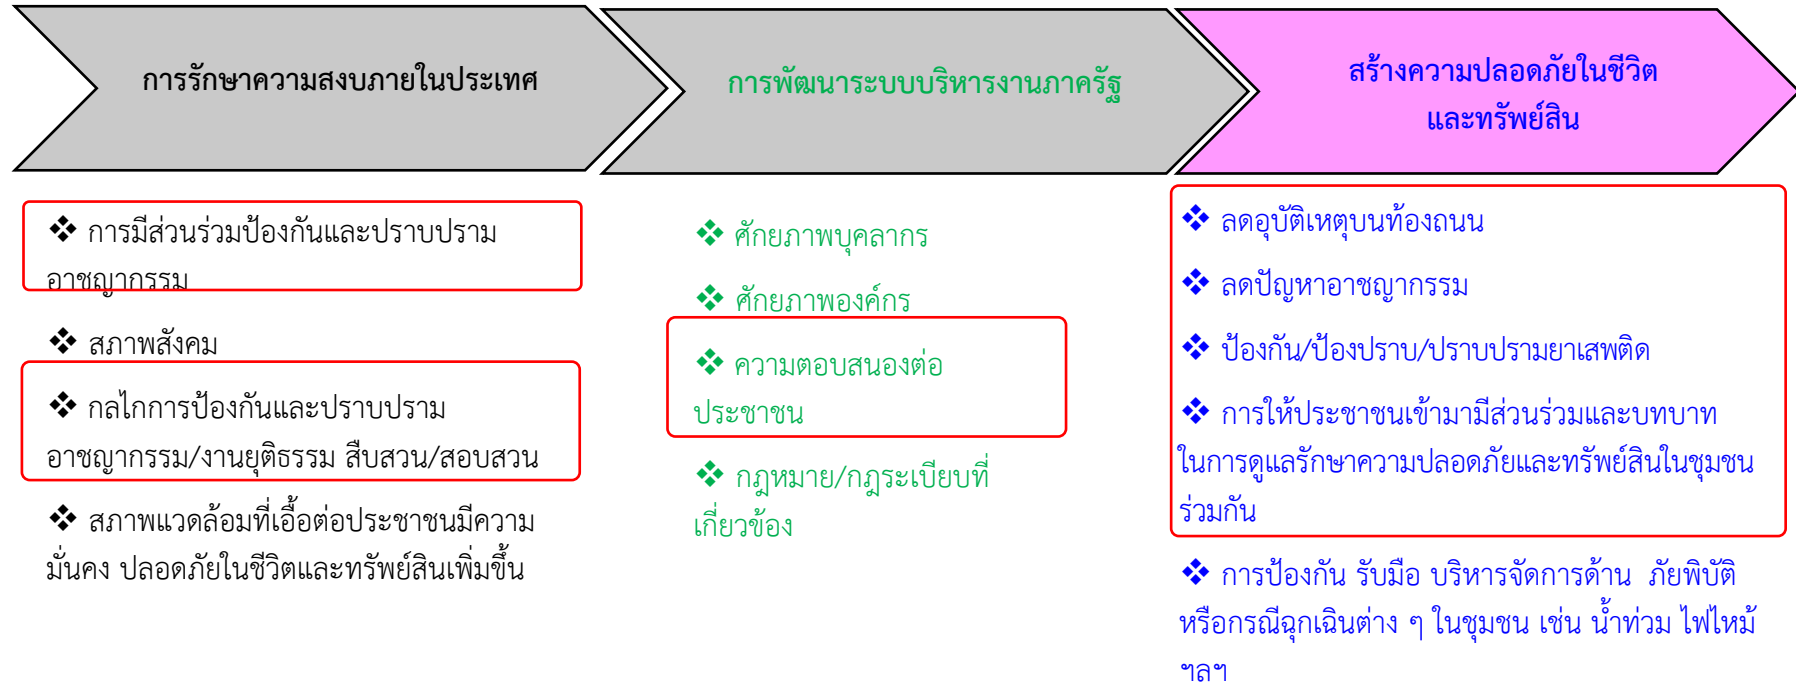 การรักษาความสงบภายในประเทศ
การพัฒนาระบบบริหารงานภาครัฐ
สร้างความปลอดภัยในชีวิต
และทรัพย์สิน
❖ การมีส่วนร่วมป้องกันและปราบปราม
อาชญากรรม
❖ สภาพสังคม
❖ กลไกการป้องกันและปราบปราม
อาชญากรรม/งานยุติธรรม สืบสวน/สอบสวน
❖ สภาพแวดล้อมที่เอื้อต่อประชาชนมีความ
มั่นคง ปลอดภัยในชีวิตและทรัพย์สินเพิ่มขึ้น
❖ ศักยภาพบุคลากร
❖ ศักยภาพองค์กร
❖ ความตอบสนองต่อ
ประชาชน
❖ กฎหมาย/กฎระเบียบที่
เกี่ยวข้อง
❖ ลดอุบัติเหตุบนท้องถนน
❖ ลดปัญหาอาชญากรรม
❖ ป้องกัน/ป้องปราบ/ปราบปรามยาเสพติด
❖ การให้ประชาชนเข้ามามีส่วนร่วมและบทบาท
ในการดูแลรักษาความปลอดภัยและทรัพย์สินในชุมชน
ร่วมกัน
❖ การป้องกัน รับมือ บริหารจัดการด้าน ภัยพิบัติ
หรือกรณีฉุกเฉินต่าง ๆ ในชุมชน เช่น น้ำท่วม ไฟไหม้
ฯลฯ